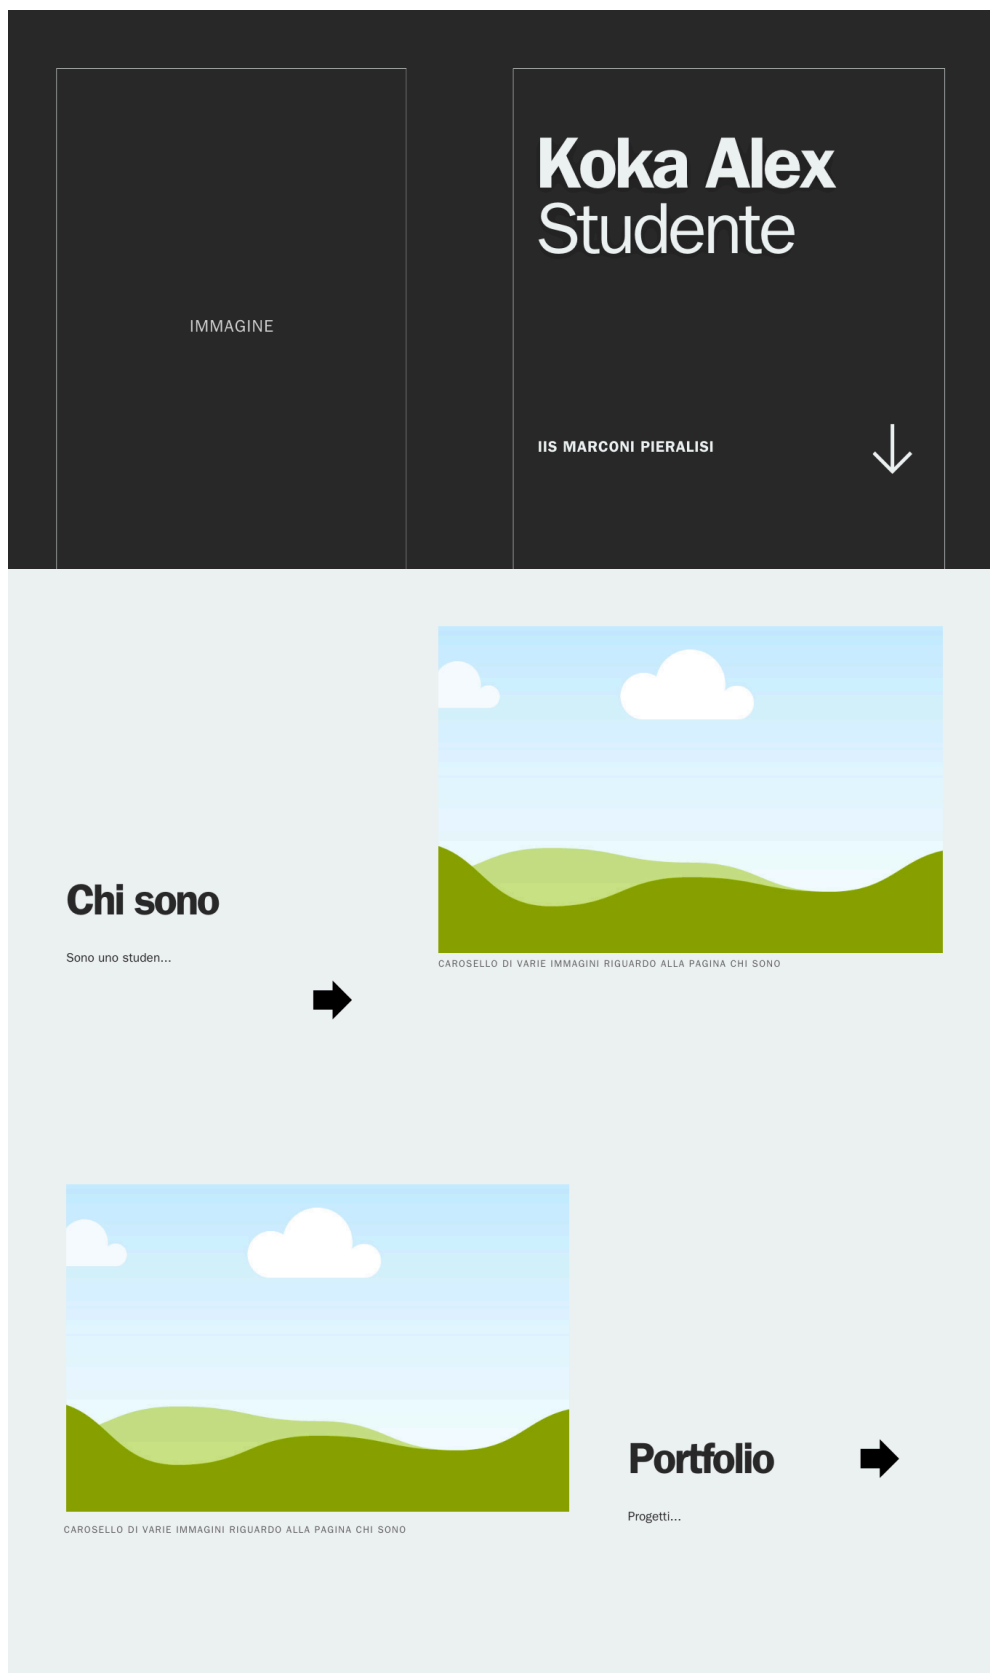 IMMAGINE
Koka Alex
Studente
IIS MARCONI PIERALISI
Chi sono
Sono uno studen...
CAROSELLO DI VARIE IMMAGINI RIGUARDO ALLA PAGINA CHI SONO
CAROSELLO DI VARIE IMMAGINI RIGUARDO ALLA PAGINA CHI SONO
Portfolio
Progetti...